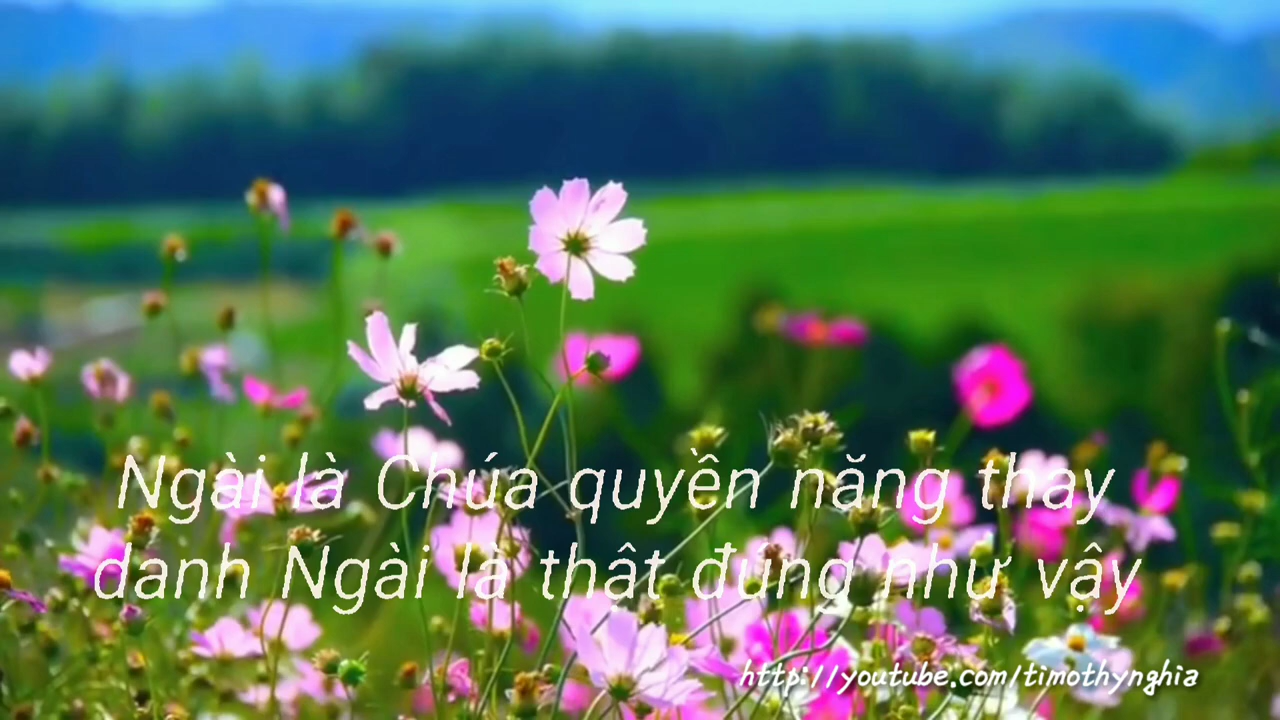 Ngài là Chúa quyền năng thay
danh Ngài là thật đúng như vậy
http://youtube.com/timothynghia